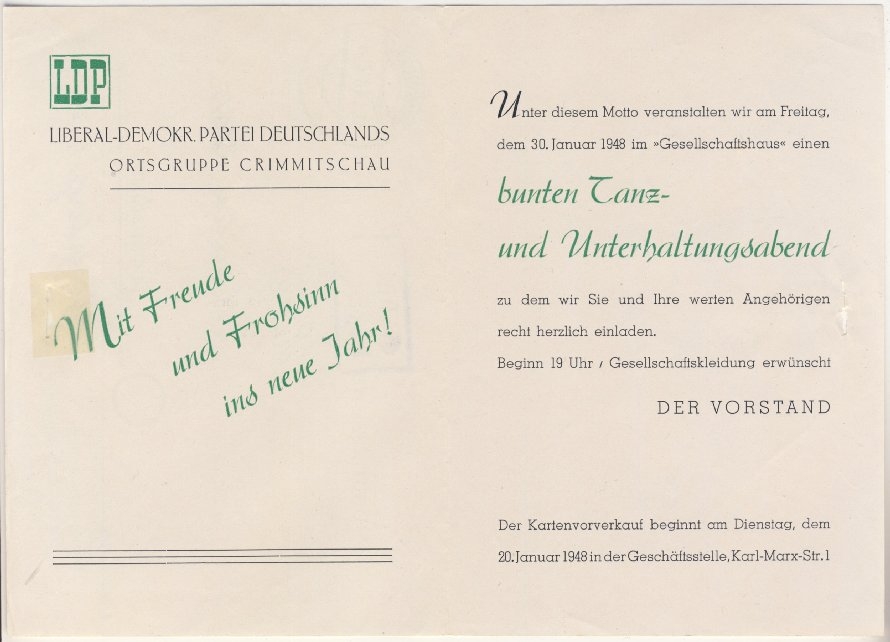 LDP
LIBERAL-DEMOKR. PARTEI DEUTSCHLANDS
ORTSGRUPPE CRIMMITSCHAU
Mit Freude
und Frohsinn
ins neue Jahr!
Unter diesem Motto veranstalten wir am Freitag,
dem 30. Januar 1948 im »Gesellschaftshaus« einen
bunten Tanz-
und Unterhaltungsabend
zu dem wir Sie und Ihre werten Angehörigen
recht herzlich einladen.
Beginn 19 Uhr / Gesellschaftskleidung erwünscht
DER VORSTAND
Der Kartenvorverkauf beginnt am Dienstag, dem
20. Januar 1948 in der Geschäftsstelle, Karl-Marx-Str. 1